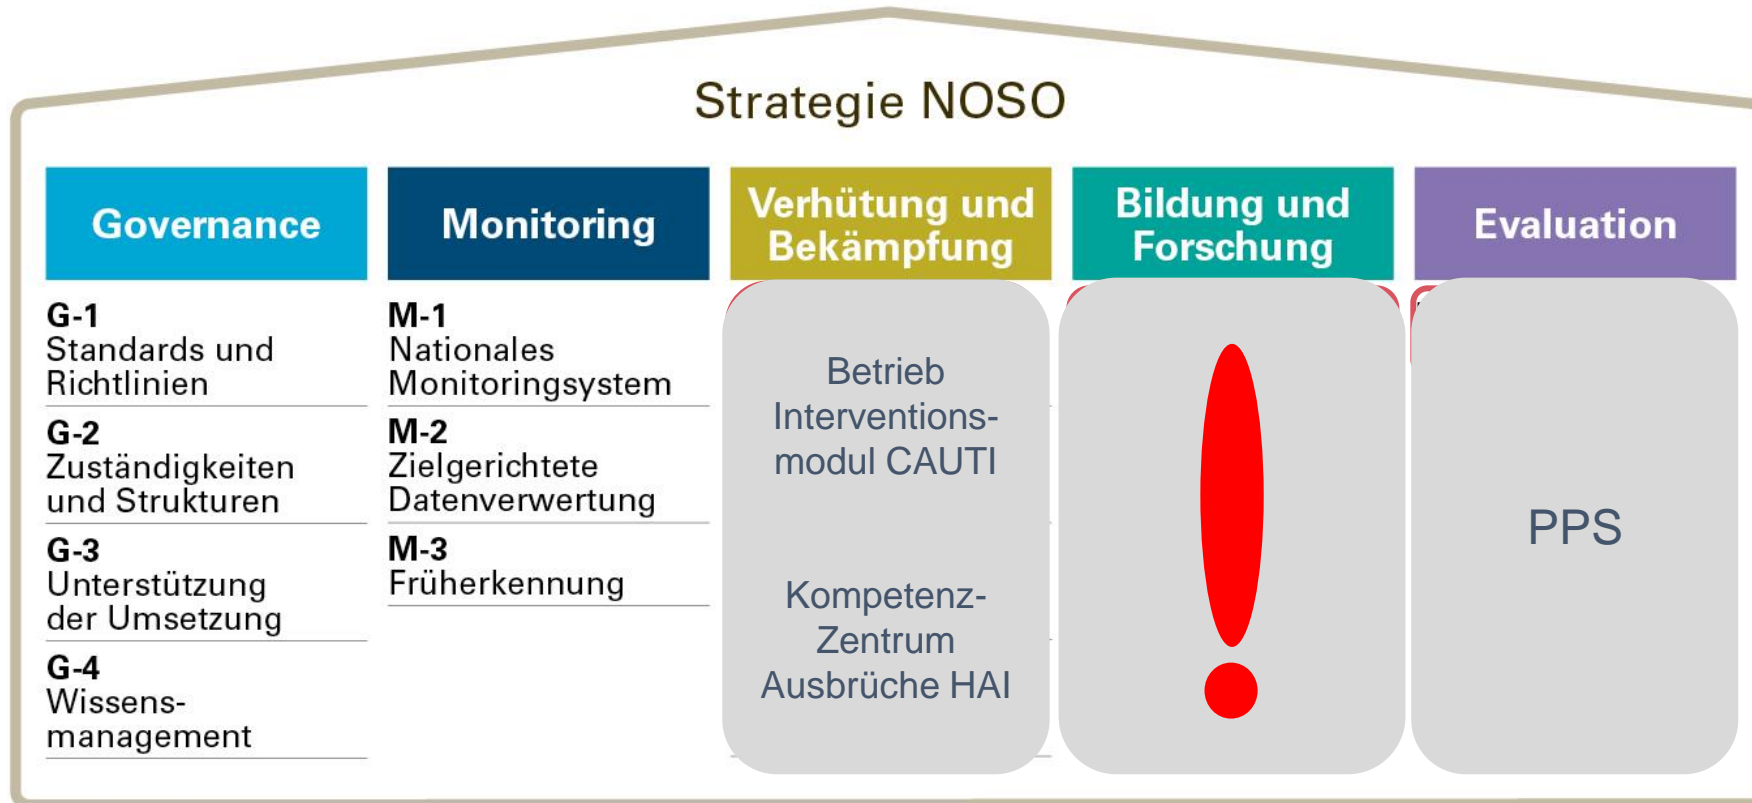 Strategie NOSO
Governance
Monitoring
Verhütung und
Bekämpfung
Bildung und
Forschung
Evaluation
G-1
Standards und
Richtlinien
G-2
Zuständigkeiten
und Strukturen
G-3
Unterstützung
der Umsetzung
G-4
Wissens-
management
M-1
Nationales
Monitoringsystem
M-2
Zielgerichtete
Datenverwertung
M-3
Früherkennung
Betrieb
Interventions-
modul CAUTI
Kompetenz-
Zentrum
Ausbrüche HAI
!
PPS